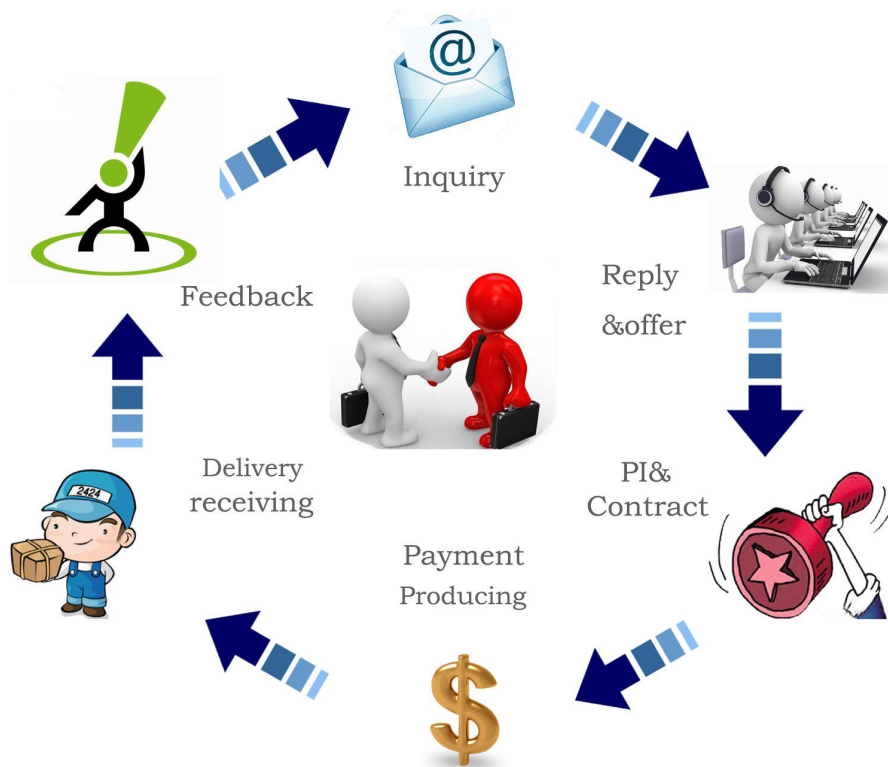 @
Inquiry
Reply
&offer
PI&
Contract
Payment
Producing
$
Delivery
receiving
2424
Feedback